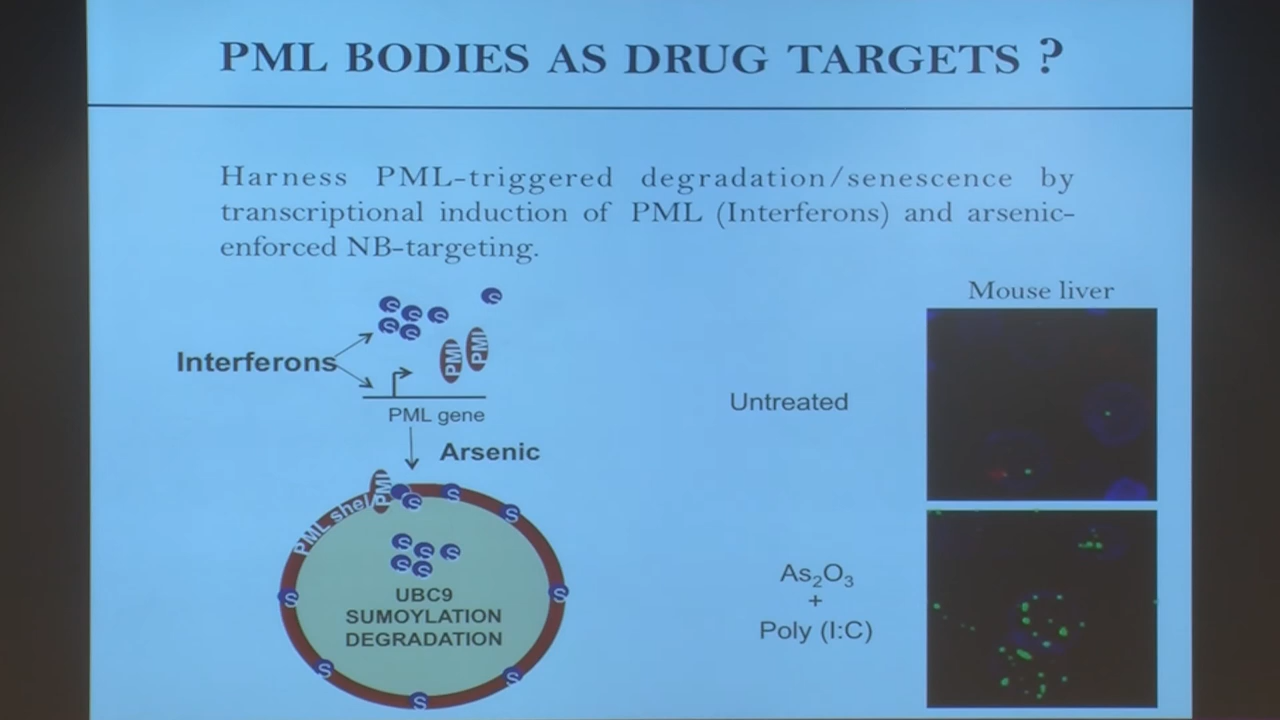 PML BODIES AS DRUG TARGETS ?
Harness PML-triggered degradation/senescence by
transcriptional induction of PML (Interferons) and arsenic-
enforced NB-targeting.
Mouse liver
S
S S S
S S
PML
PML
Interferons
PML gene
Untreated
Arsenic
PML
PML shell
S
S
S
S S S
S S
As₂O₃
+
Poly (I:C)
UBC9
SUMOYLATION
DEGRADATION
S
S
S
S
S